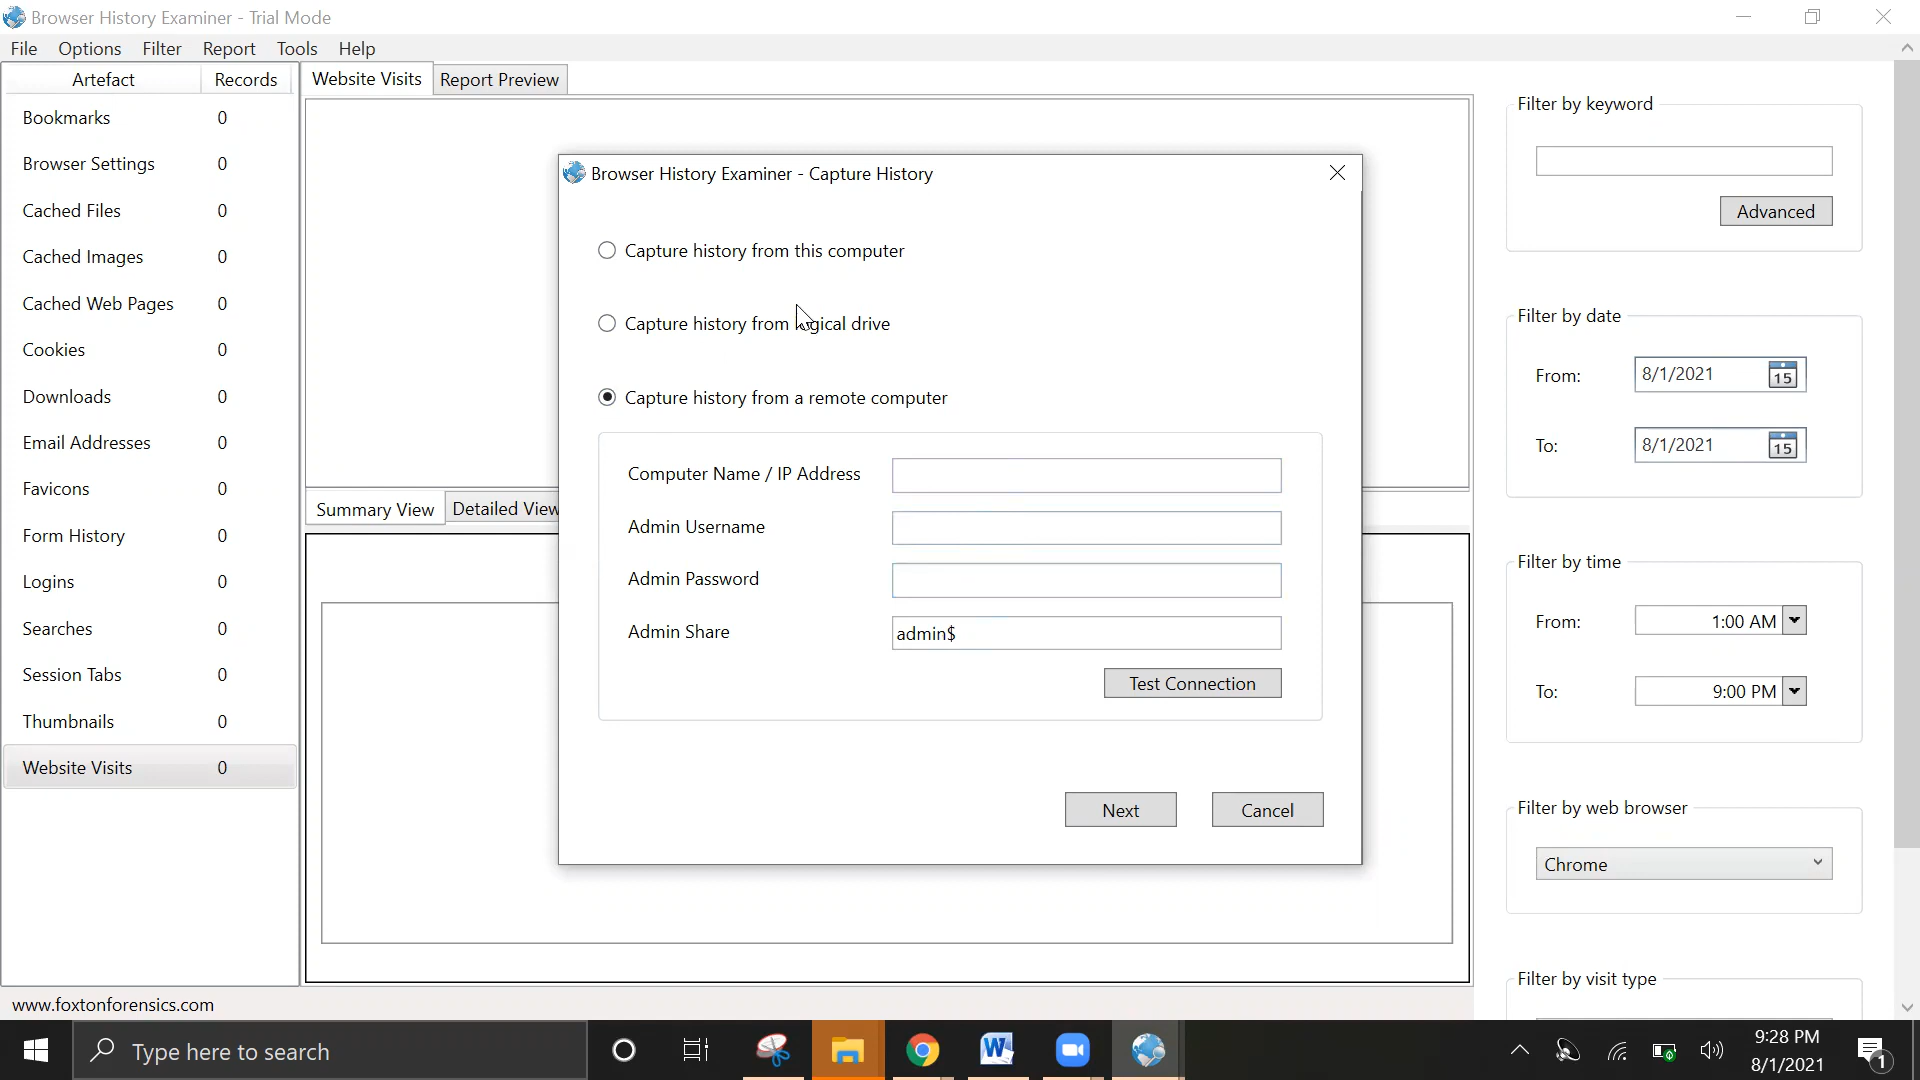 Browser History Examiner - Trial Mode
File Options Filter Report Tools Help
Artefact Records
Bookmarks 0
Browser Settings 0
Cached Files 0
Cached Images 0
Cached Web Pages 0
Cookies 0
Downloads 0
Email Addresses 0
Favicons 0
Form History 0
Logins 0
Searches 0
Session Tabs 0
Thumbnails 0
Website Visits 0
Website Visits Report Preview
Summary View Detailed View
Browser History Examiner - Capture History
Capture history from this computer
Capture history from logical drive
Capture history from a remote computer
Computer Name / IP Address
Admin Username
Admin Password
Admin Share admin$
Test Connection
Next Cancel
Filter by keyword
Advanced
Filter by date
From: 8/1/2021 15
To: 8/1/2021 15
Filter by time
From: 1:00 AM
To: 9:00 PM
Filter by web browser
Chrome
Filter by visit type
www.foxtonforensics.com
Type here to search
W
9:28 PM
8/1/2021
1